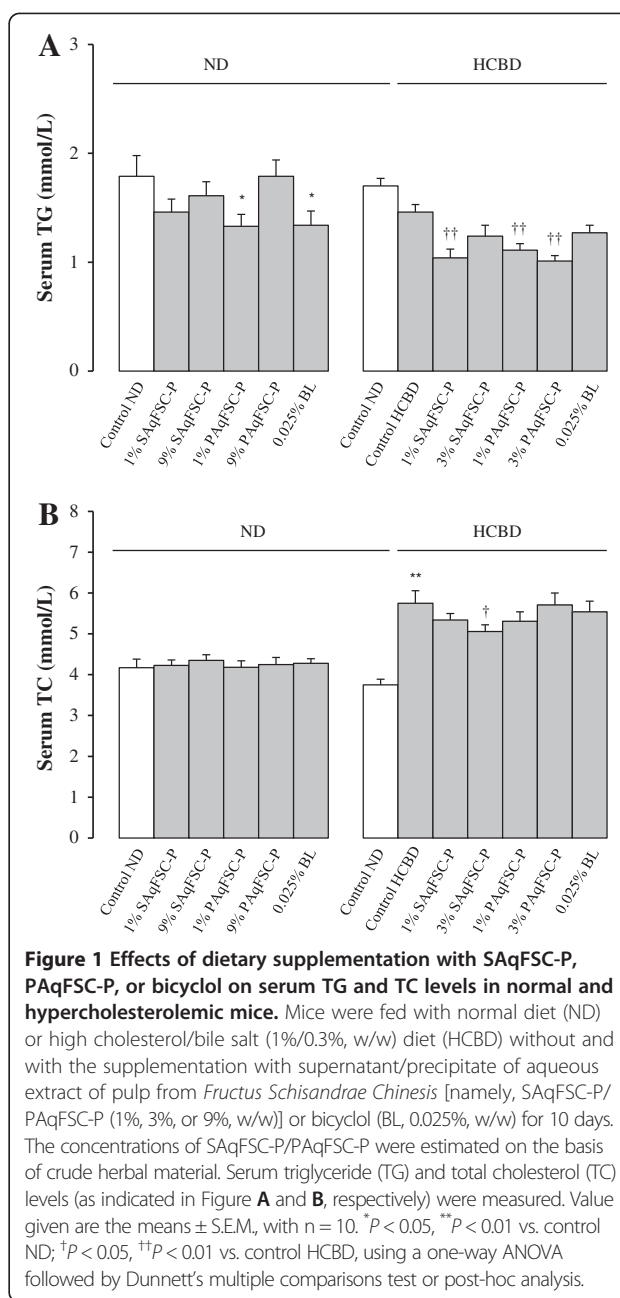 A
3
2
1
0
Serum TG (mmol/L)
ND
HCBD
*
*
††
††
††
Control ND
1% SAqFSC-P
9% SAqFSC-P
1% PAqFSC-P
9% PAqFSC-P
0.025% BL
Control ND
Control HCBD
1% SAqFSC-P
3% SAqFSC-P
1% PAqFSC-P
3% PAqFSC-P
0.025% BL
B
8
7
6
5
4
3
2
1
0
Serum TC (mmol/L)
ND
HCBD
**
†
Control ND
1% SAqFSC-P
9% SAqFSC-P
1% PAqFSC-P
9% PAqFSC-P
0.025% BL
Control ND
Control HCBD
1% SAqFSC-P
3% SAqFSC-P
1% PAqFSC-P
3% PAqFSC-P
0.025% BL
Figure 1 Effects of dietary supplementation with SAqFSC-P,
PAqFSC-P, or bicyclol on serum TG and TC levels in normal and
hypercholesterolemic mice. Mice were fed with normal diet (ND)
or high cholesterol/bile salt (1%/0.3%, w/w) diet (HCBD) without and
with the supplementation with supernatant/precipitate of aqueous
extract of pulp from Fructus Schisandrae Chinesis [namely, SAqFSC-P/
PAqFSC-P (1%, 3%, or 9%, w/w)] or bicyclol (BL, 0.025%, w/w) for 10 days.
The concentrations of SAqFSC-P/PAqFSC-P were estimated on the basis
of crude herbal material. Serum triglyceride (TG) and total cholesterol (TC)
levels (as indicated in Figure A and B, respectively) were measured. Value
given are the means ± S.E.M., with n = 10. *P < 0.05, **P < 0.01 vs. control
ND; †P < 0.05, ††P < 0.01 vs. control HCBD, using a one-way ANOVA
followed by Dunnett's multiple comparisons test or post-hoc analysis.